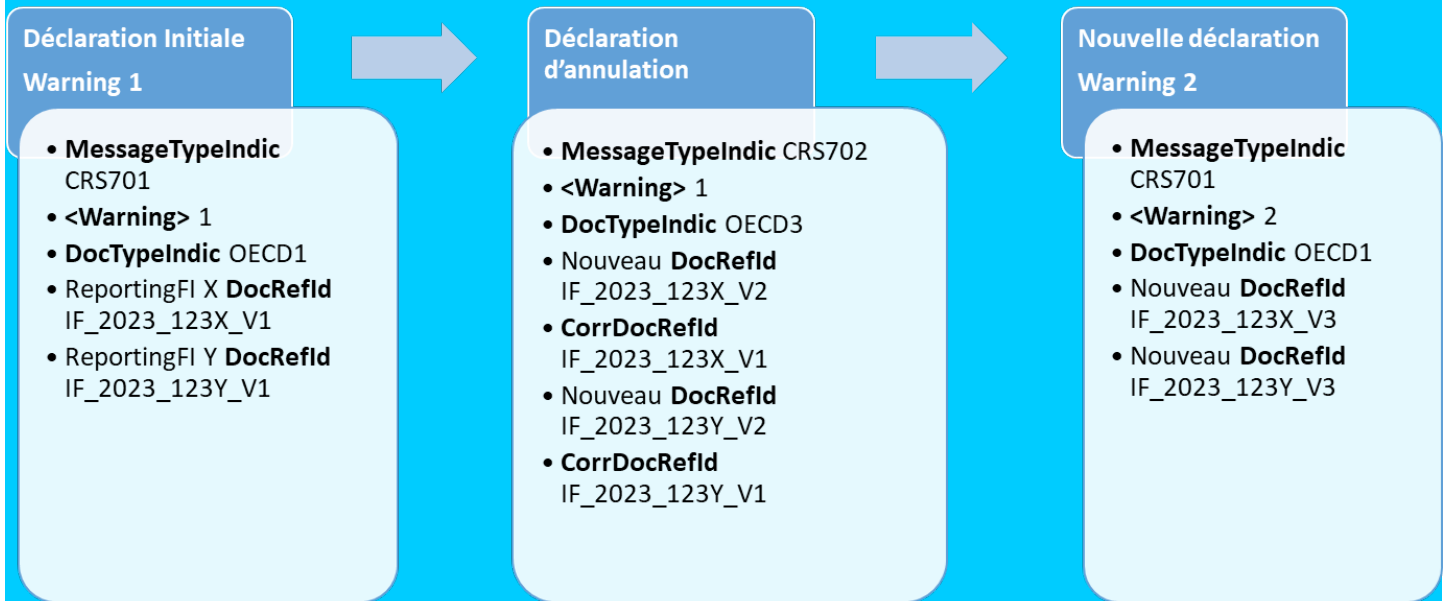 Déclaration Initiale
Warning 1
• MessageTypeIndic
CRS701
• <Warning> 1
• DocTypeIndic OECD1
• ReportingFI X DocRefId
IF_2023_123X_V1
• ReportingFI Y DocRefId
IF_2023_123Y_V1
Déclaration
d’annulation
• MessageTypeIndic CRS702
• <Warning> 1
• DocTypeIndic OECD3
• Nouveau DocRefId
IF_2023_123X_V2
• CorrDocRefId
IF_2023_123X_V1
• Nouveau DocRefId
IF_2023_123Y_V2
• CorrDocRefId
IF_2023_123Y_V1
Nouvelle déclaration
Warning 2
• MessageTypeIndic
CRS701
• <Warning> 2
• DocTypeIndic OECD1
• Nouveau DocRefId
IF_2023_123X_V3
• Nouveau DocRefId
IF_2023_123Y_V3